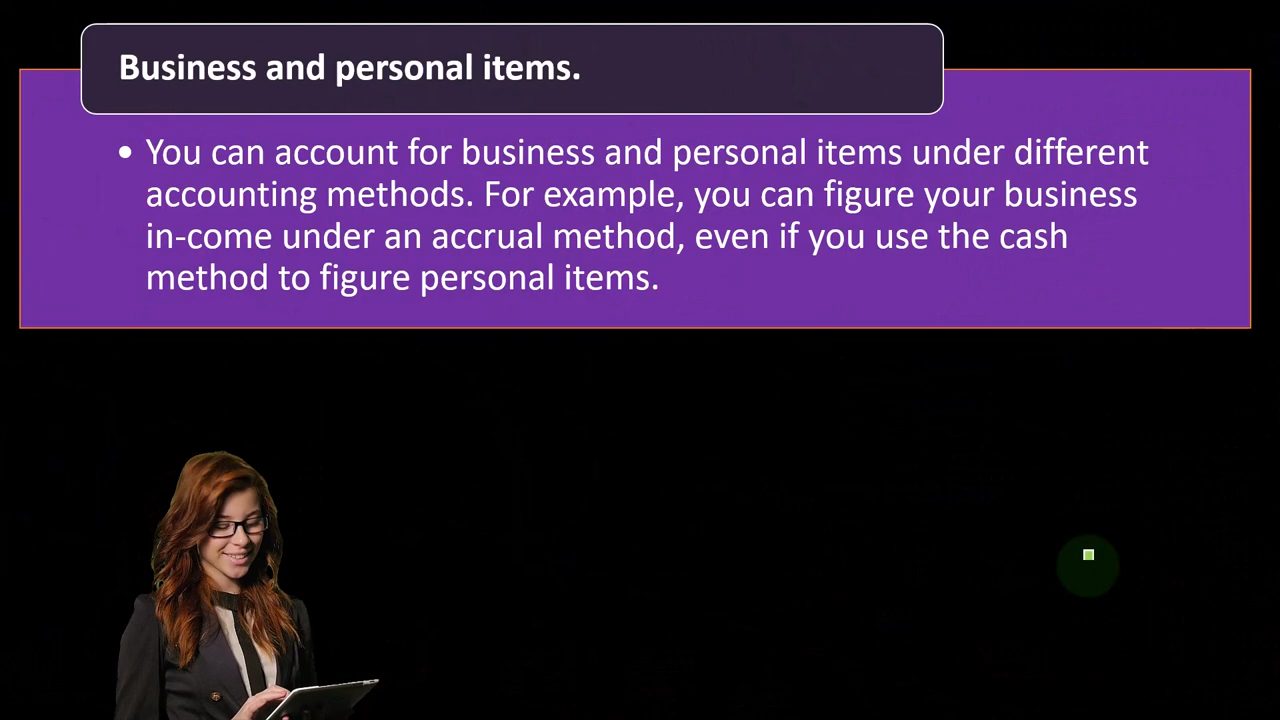 Business and personal items.
• You can account for business and personal items under different
accounting methods. For example, you can figure your business
in-come under an accrual method, even if you use the cash
method to figure personal items.